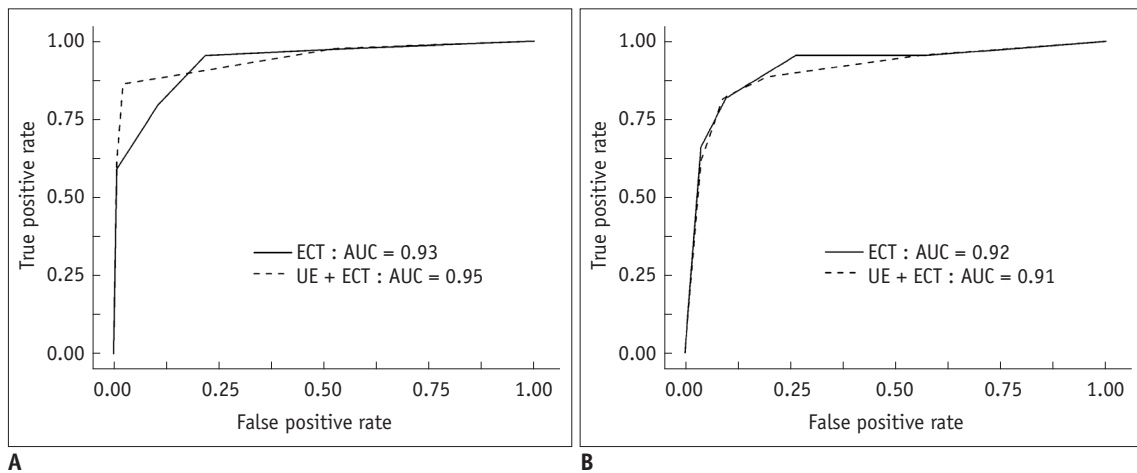 1.00
0.75
0.50
0.25
0.00
True positive rate
ECT : AUC = 0.93
UE + ECT : AUC = 0.95
0.00 0.25 0.50 0.75 1.00
False positive rate
A
1.00
0.75
0.50
0.25
0.00
True positive rate
ECT : AUC = 0.92
UE + ECT : AUC = 0.91
0.00 0.25 0.50 0.75 1.00
False positive rate
B